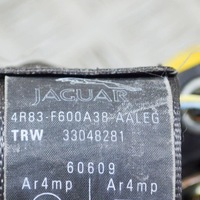 JAGUAR
4R83-F600A38-AALEG
TRW 33048281
60609
Ar4mp Ar4mp